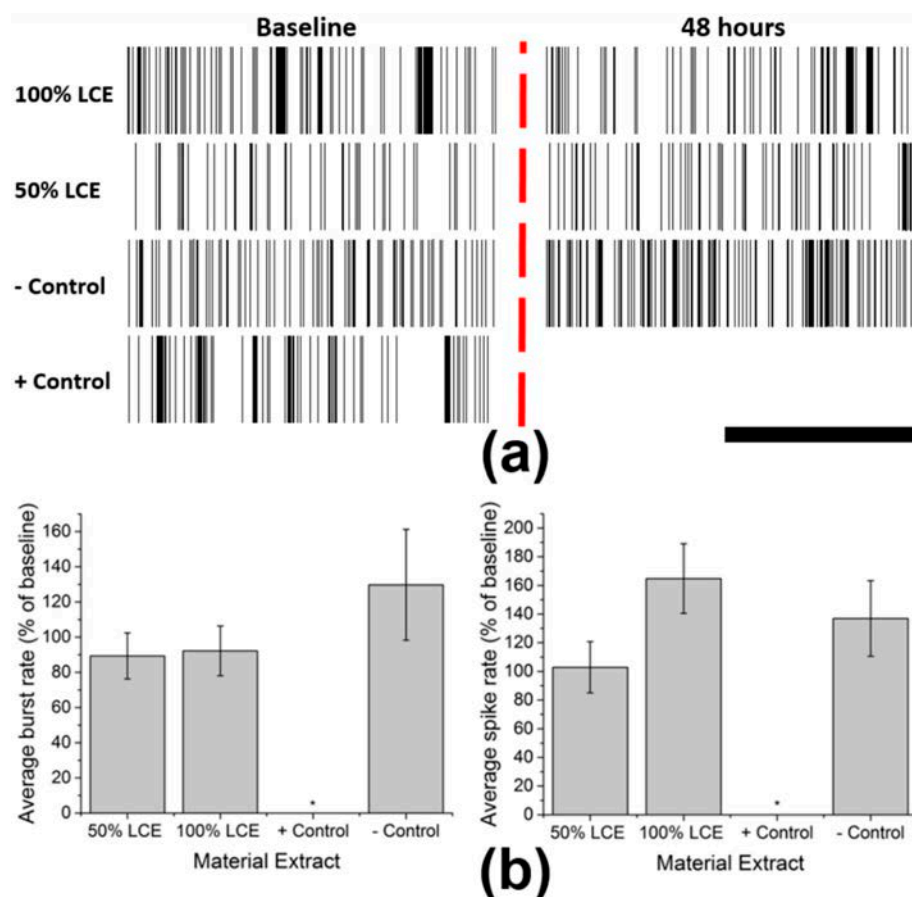 Baseline
48 hours
100% LCE
50% LCE
- Control
+ Control
(a)
Average burst rate (% of baseline)
160
140
120
100
80
60
40
20
0
*
50% LCE 100% LCE + Control - Control
Material Extract
Average spike rate (% of baseline)
200
180
160
140
120
100
80
60
40
20
0
*
50% LCE 100% LCE + Control - Control
Material Extract
(b)